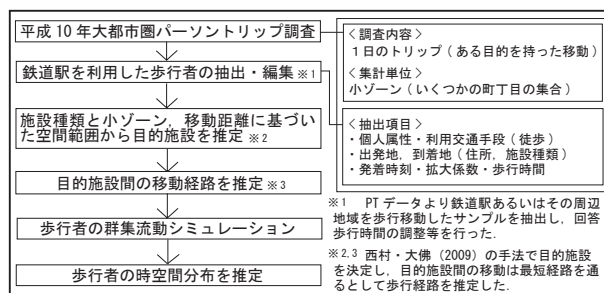 平成10年大都市圏パーソントリップ調査
鉄道駅を利用した歩行者の抽出・編集※1
施設種類と小ゾーン，移動距離に基づい
た空間範囲から目的施設を推定 ※2
目的施設間の移動経路を推定※3
歩行者の群集流動シミュレーション
歩行者の時空間分布を推定
＜調査内容＞
１日のトリップ(ある目的を持った移動)
＜集計単位＞
小ゾーン(いくつかの町丁目の集合)
＜抽出項目＞
・個人属性・利用交通手段(徒歩)
・出発地，到着地(住所，施設種類)
・発着時刻・拡大係数・歩行時間
※1 PTデータより鉄道駅あるいはその周辺
地域を歩行移動したサンプルを抽出し，回答
歩行時間の調整等を行った．
※2,3 西村・大佛(2009)の手法で目的施設
を決定し，目的施設間の移動は最短経路を通
るとして歩行経路を推定した．